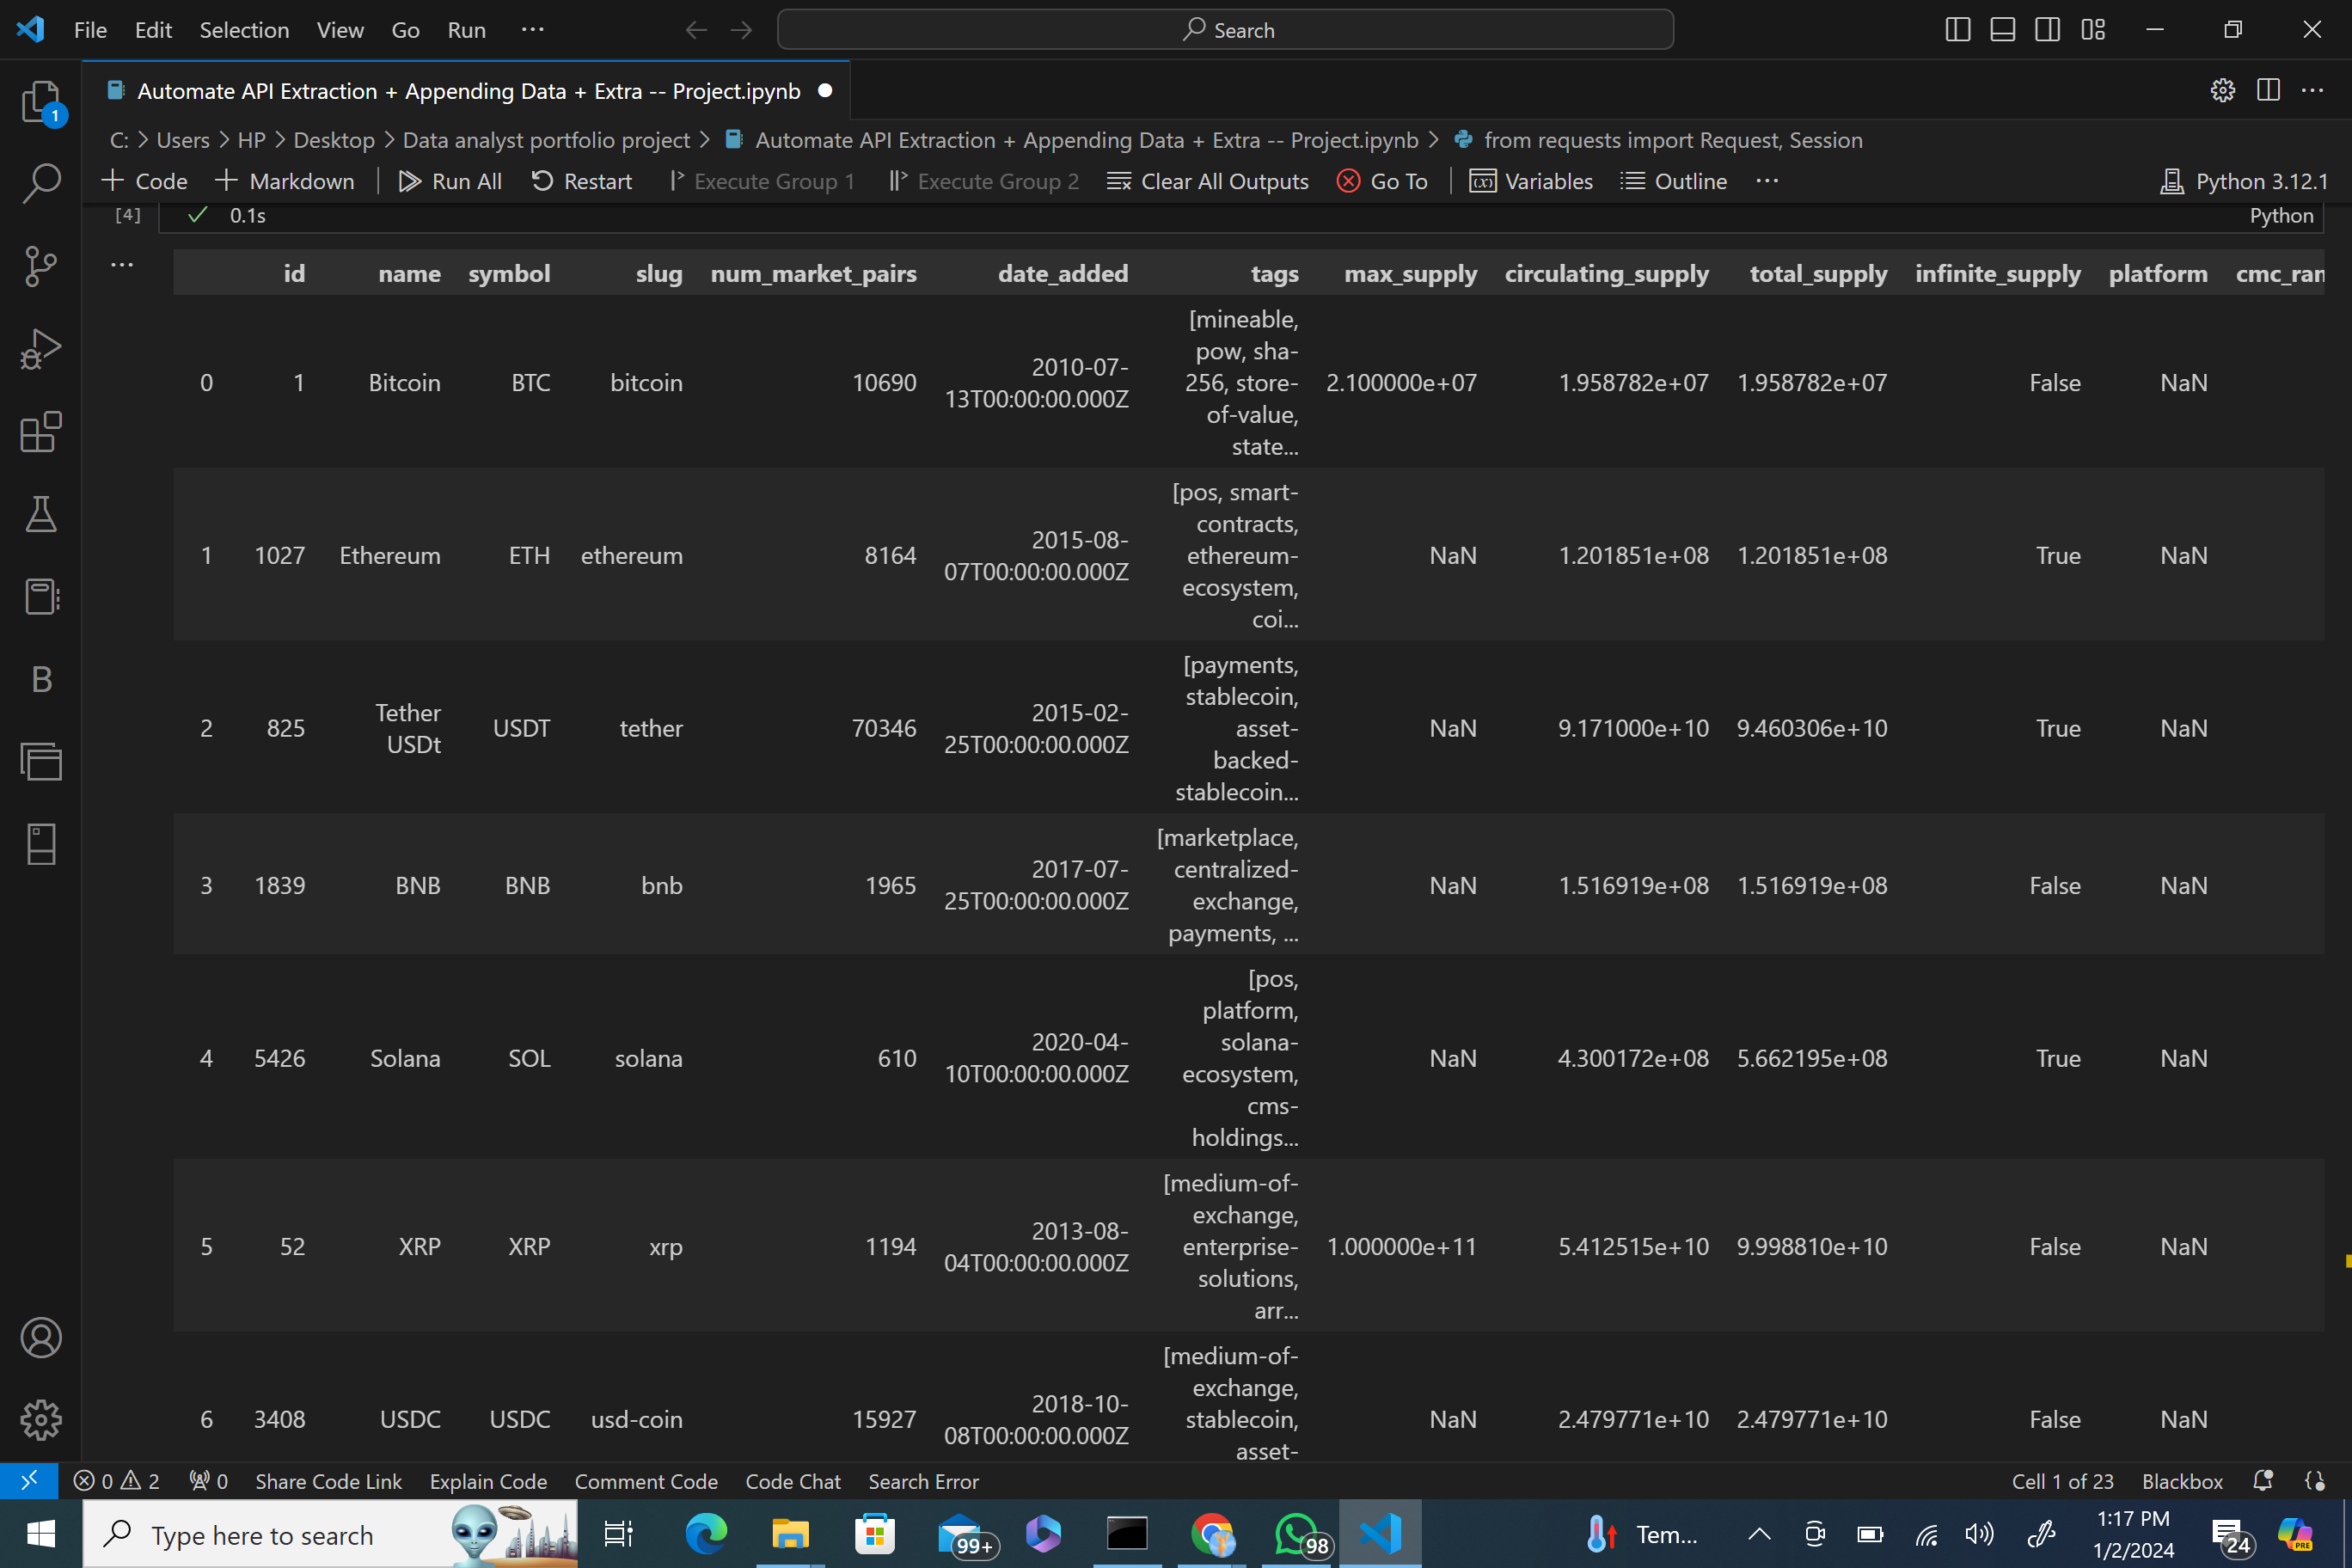 File Edit Selection View Go Run ··· Search
Automate API Extraction + Appending Data + Extra -- Project.ipynb
1
C: > Users > HP > Desktop > Data analyst portfolio project > Automate API Extraction + Appending Data + Extra -- Project.ipynb > from requests import Request, Session
+ Code + Markdown | Run All Restart Execute Group 1 Execute Group 2 Clear All Outputs Go To | Variables Outline ··· Python 3.12.1
[4] ✓ 0.1s Python
id name symbol slug num_market_pairs date_added tags max_supply circulating_supply total_supply infinite_supply platform cmc_ran
[mineable,
pow, sha-
256, store-
of-value,
state...
0 1 Bitcoin BTC bitcoin 10690 2010-07-
13T00:00:00.000Z 2.100000e+07 1.958782e+07 1.958782e+07 False NaN
[pos, smart-
contracts,
ethereum-
ecosystem,
coi...
1 1027 Ethereum ETH ethereum 8164 2015-08-
07T00:00:00.000Z NaN 1.201851e+08 1.201851e+08 True NaN
[payments,
stablecoin,
asset-
backed-
stablecoin...
2 825 Tether
USDt USDT tether 70346 2015-02-
25T00:00:00.000Z NaN 9.171000e+10 9.460306e+10 True NaN
[marketplace,
centralized-
exchange,
payments, ...
3 1839 BNB BNB bnb 1965 2017-07-
25T00:00:00.000Z NaN 1.516919e+08 1.516919e+08 False NaN
[pos,
platform,
solana-
ecosystem,
cms-
holdings...
4 5426 Solana SOL solana 610 2020-04-
10T00:00:00.000Z NaN 4.300172e+08 5.662195e+08 True NaN
[medium-of-
exchange,
enterprise-
solutions,
arr...
5 52 XRP XRP xrp 1194 2013-08-
04T00:00:00.000Z 1.000000e+11 5.412515e+10 9.998810e+10 False NaN
[medium-of-
exchange,
stablecoin,
asset-
6 3408 USDC USDC usd-coin 15927 2018-10-
08T00:00:00.000Z NaN 2.479771e+10 2.479771e+10 False NaN
B
0 2 0 Share Code Link Explain Code Comment Code Code Chat Search Error Cell 1 of 23 Blackbox
Type here to search 99+ 98 Tem... 1:17 PM
1/2/2024 24 PRE